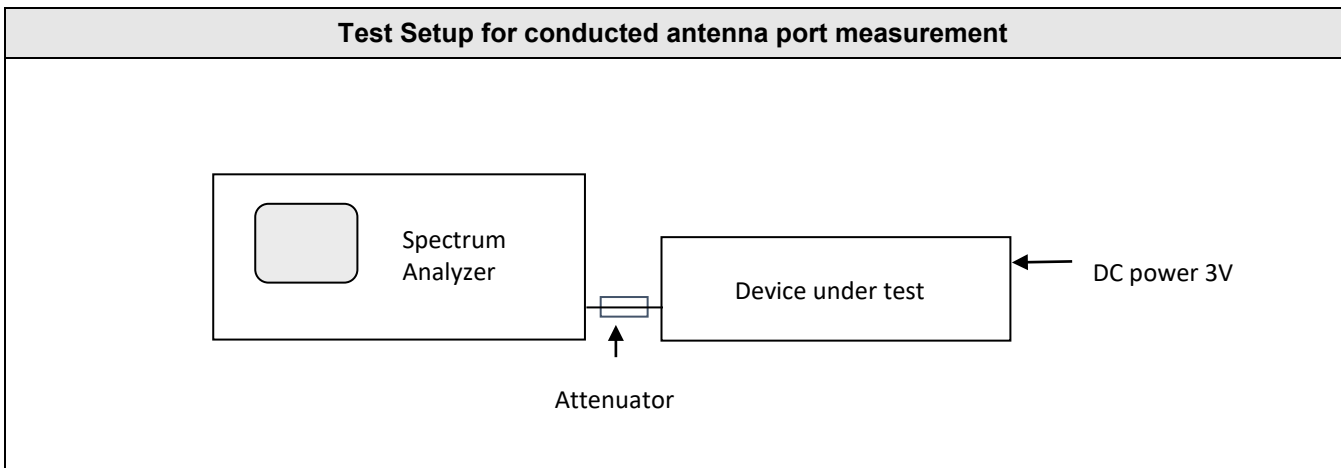 Test Setup for conducted antenna port measurement
Spectrum
Analyzer
Device under test
DC power 3V
Attenuator